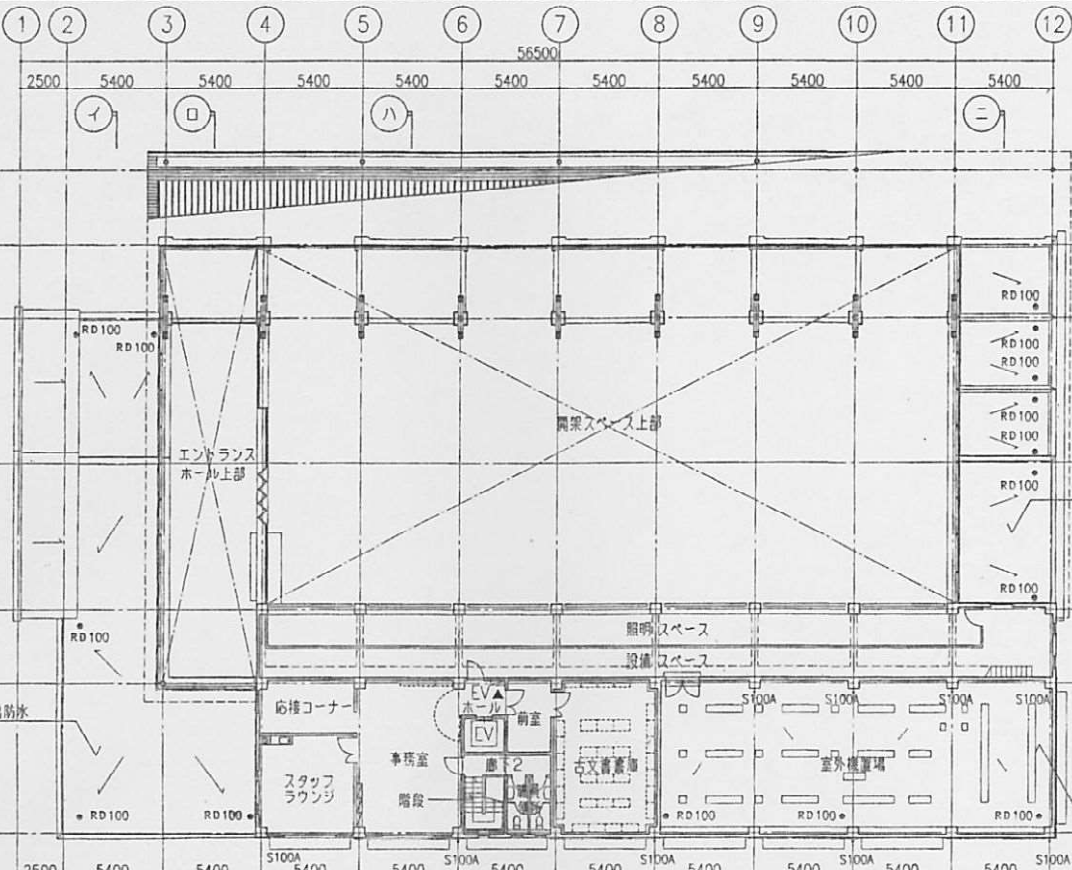 1 2 3 4 5 6 7 8 9 10 11 12
56500
2500 5400 5400 5400 5400 5400 5400 5400 5400 5400 5400
イ ロ ハ ニ
RD100
RD100
RD100
RD100
RD100
RD100
RD100
RD100
RD100
エントランス
ホール上部
開架スペース上部
RD100
照明スペース
設備スペース
防水
応接コーナー
EV
ホール
前室
EV
S100A S100A S100A S100A
事務室
廊下2
古文書書庫
室外機置場
スタッフ
ラウンジ
階段
RD100 RD100 RD100 RD100 RD100
S100A S100A S100A S100A S100A
2500 5400 5400 5400 5400 5400 5400 5400 5400 5400 5400